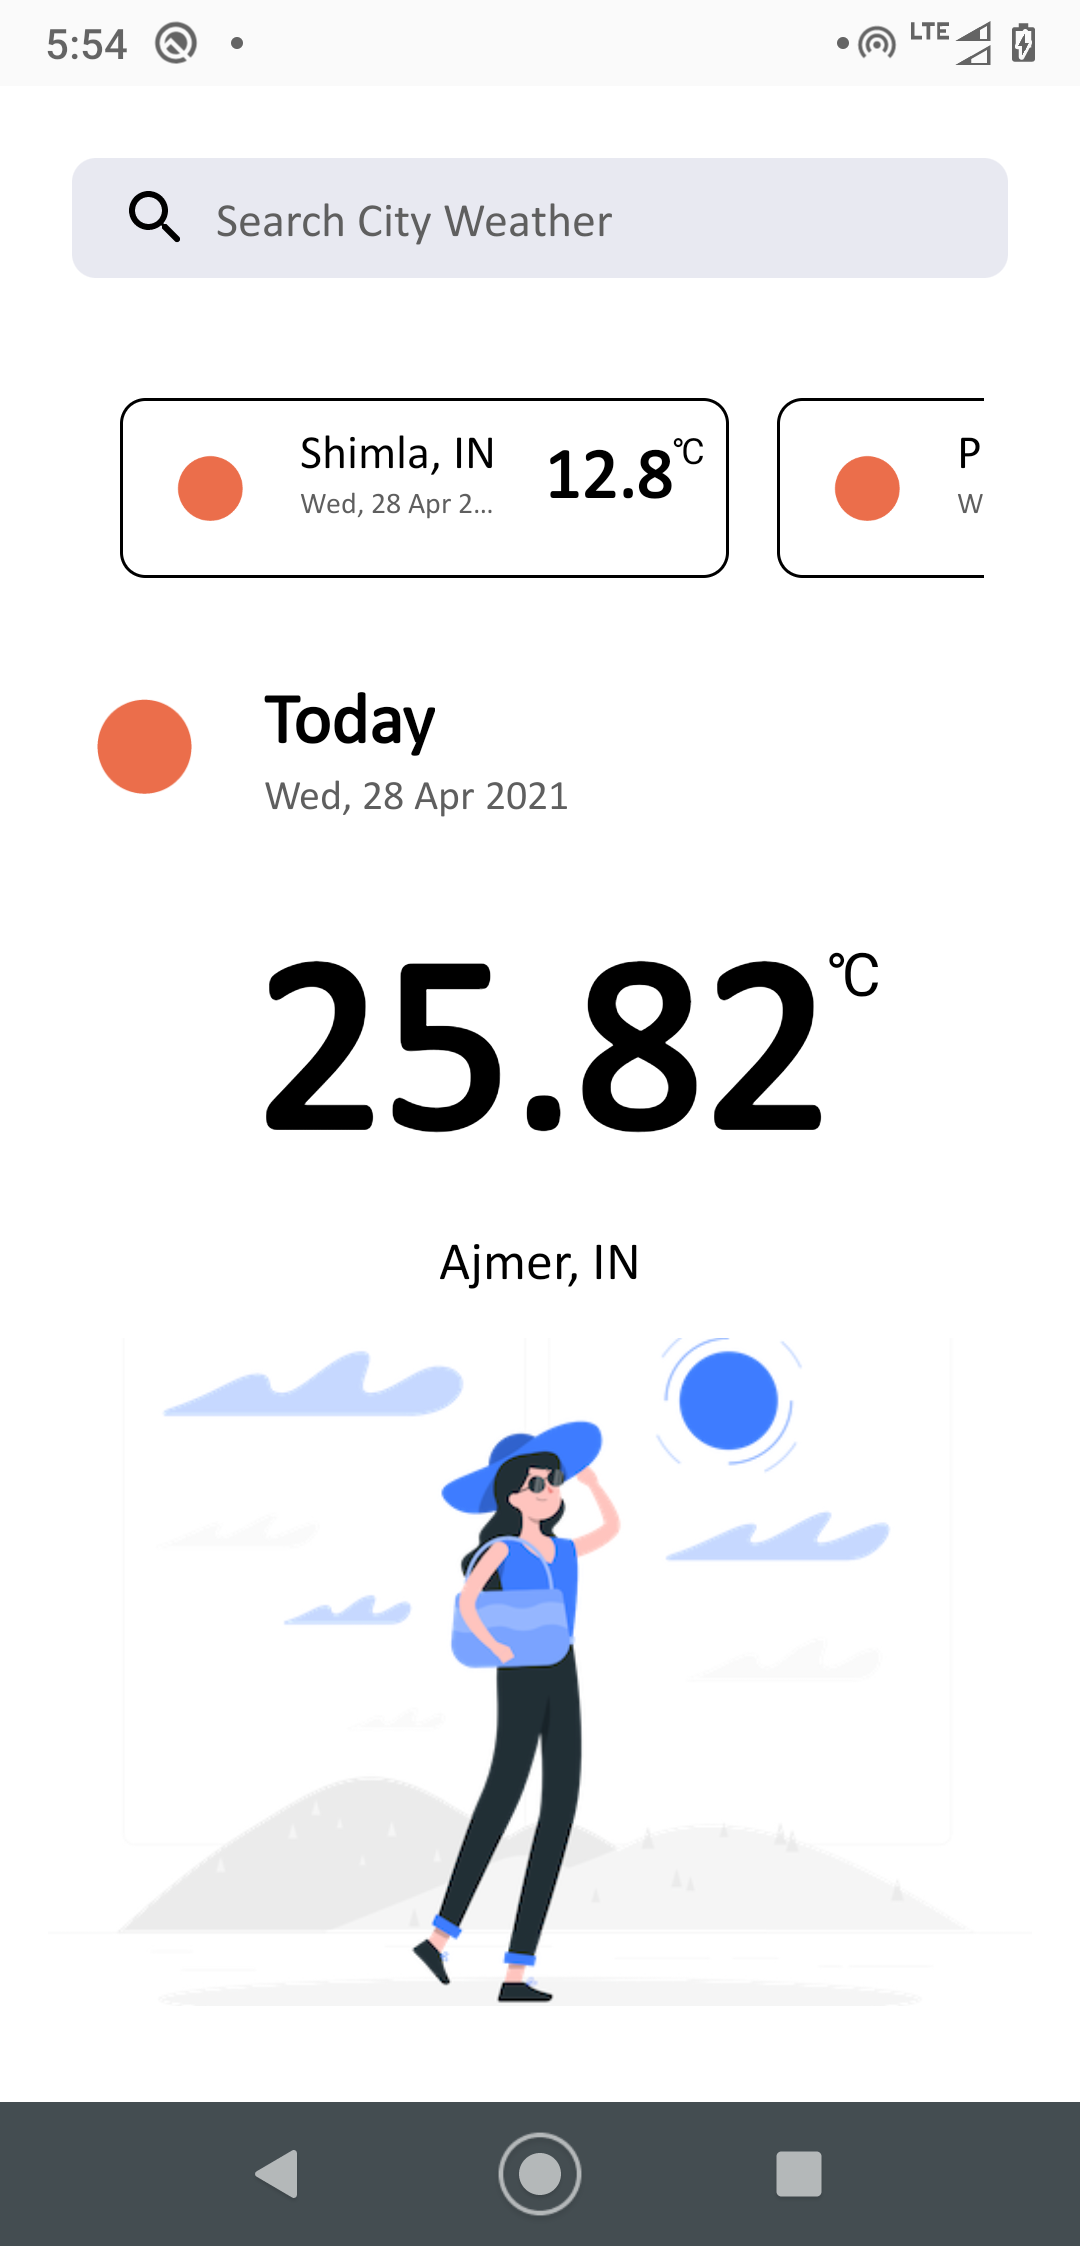 5:54
LTE
Search City Weather
Shimla, IN
Wed, 28 Apr 2...
12.8℃
P
W
Today
Wed, 28 Apr 2021
25.82℃
Ajmer, IN